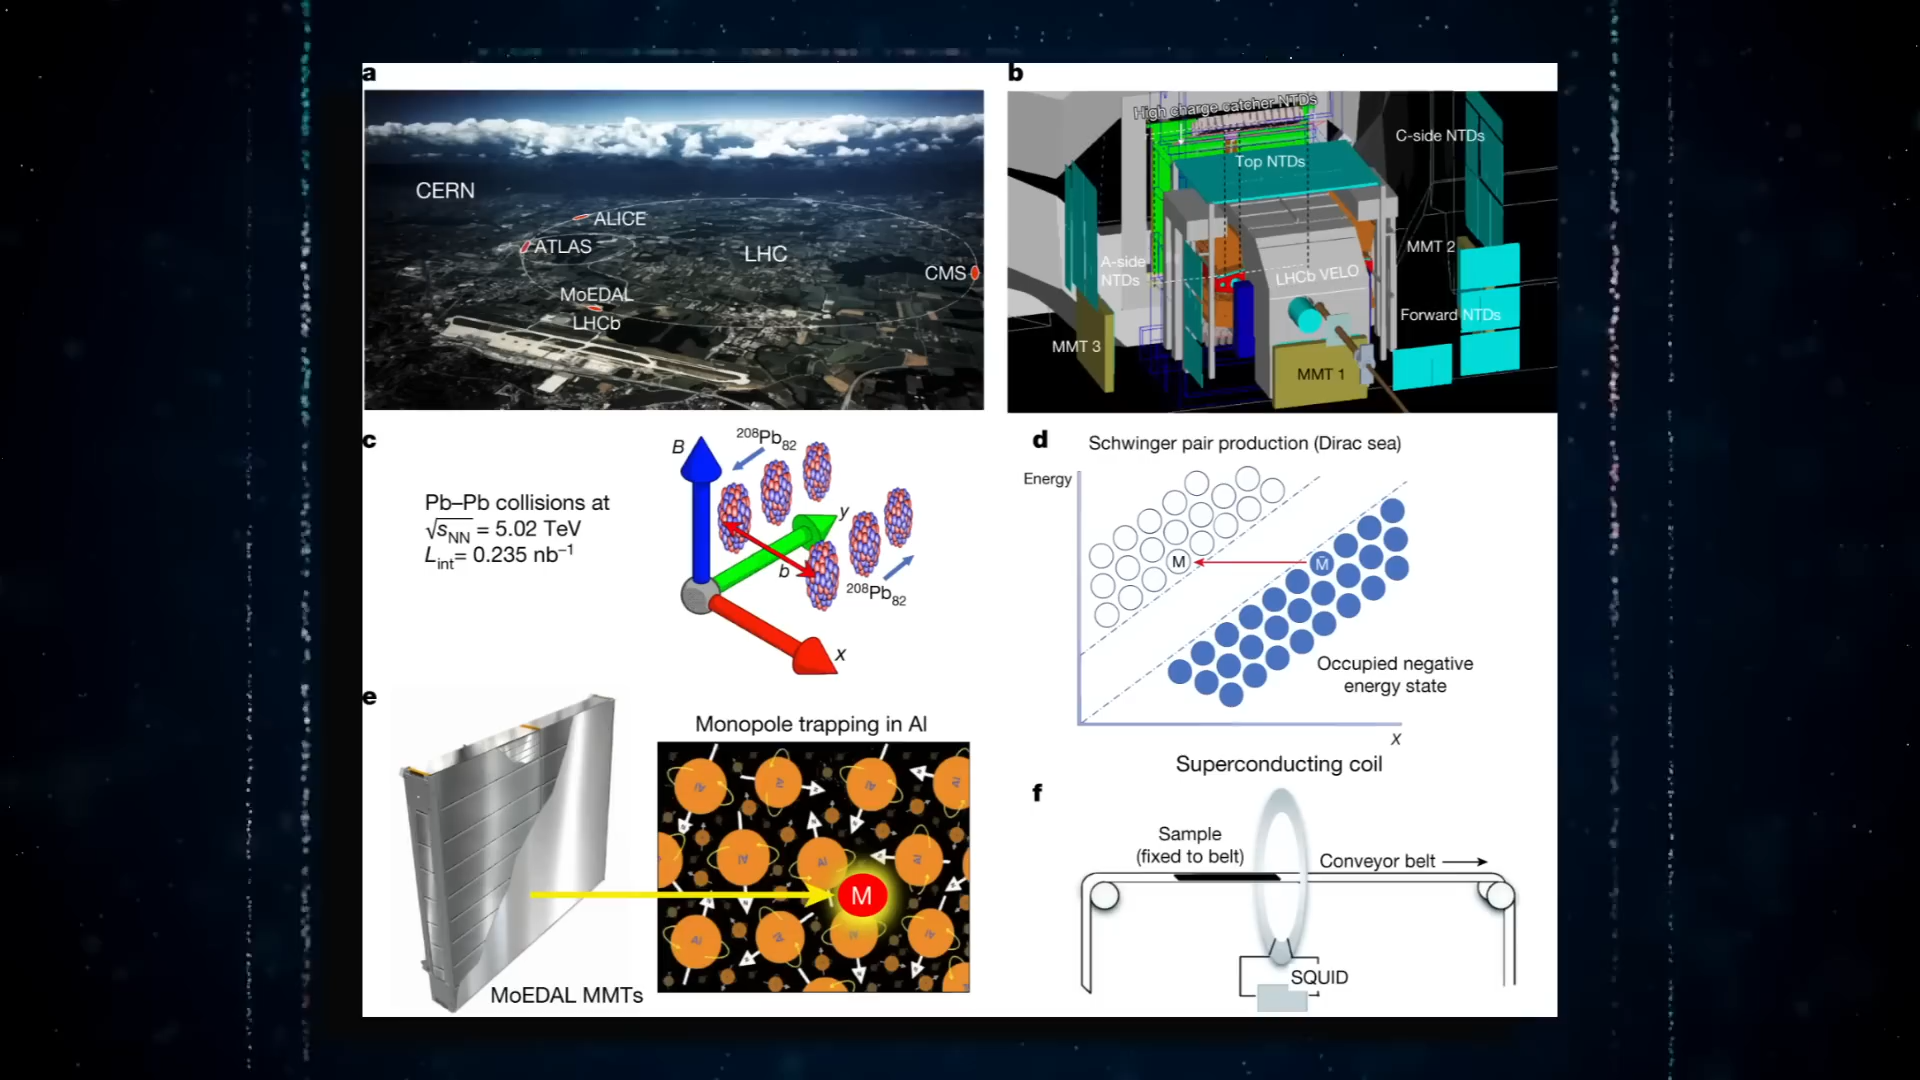 a
CERN
ALICE
ATLAS
LHC
CMS
MoEDAL
LHCb
b
High charge catcher NTDs
C-side NTDs
Top NTDs
MMT 2
A-side
NTDs
LHCb VELO
Forward NTDs
MMT 3
MMT 1
c
Pb–Pb collisions at
√sNN = 5.02 TeV
Lint= 0.235 nb–1
B
208Pb82
y
b
208Pb82
x
d
Schwinger pair production (Dirac sea)
Energy
M
M̄
Occupied negative
energy state
x
e
Monopole trapping in Al
M
MoEDAL MMTs
Superconducting coil
f
Sample
(fixed to belt)
Conveyor belt
SQUID